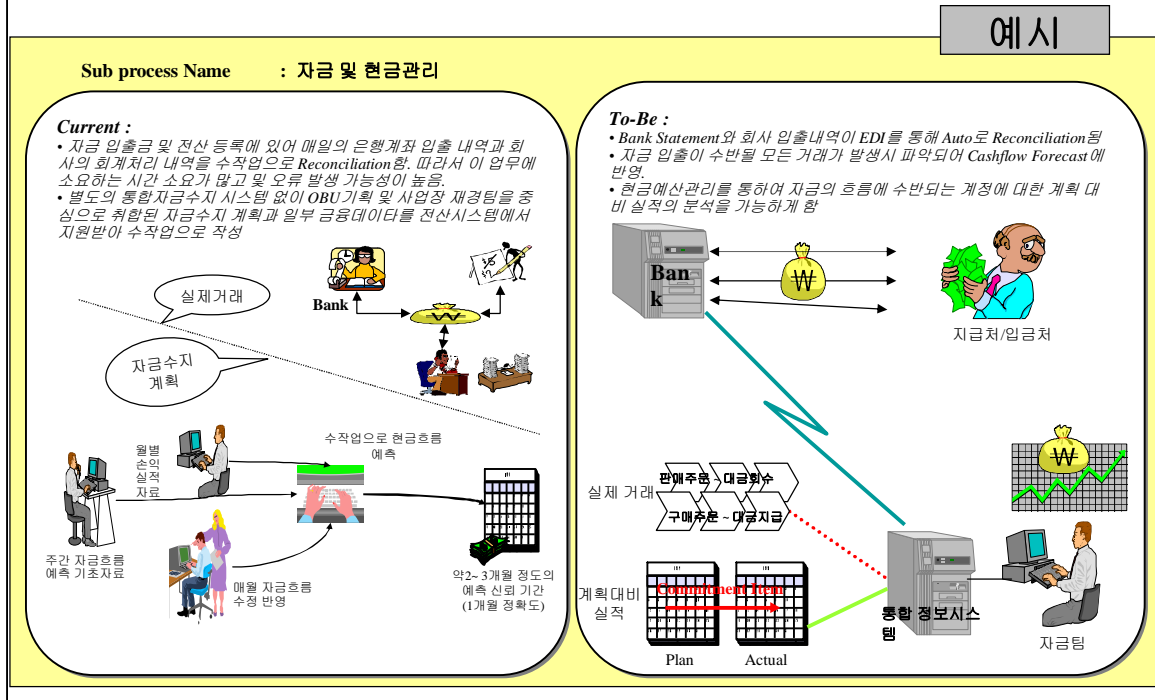 예시
Sub process Name : 자금 및 현금관리
Current :
• 자금 입출금 및 전산 등록에 있어 매일의 은행계좌 입출 내역과 회
사의 회계처리 내역을 수작업으로 Reconciliation함. 따라서 이 업무에
소요하는 시간 소요가 많고 및 오류 발생 가능성이 높음.
• 별도의 통합자금수지 시스템 없이 OBU기획 및 사업장 재경팀을 중
심으로 취합된 자금수지 계획과 일부 금융데이타를 전산시스템에서
지원받아 수작업으로 작성
실제거래
Bank
자금수지
계획
수작업으로 현금흐름
예측
월별
손익
실적
자료
주간 자금흐름
예측 기초자료
매월 자금흐름
수정 반영
약2~ 3개월 정도의
예측 신뢰 기간
(1개월 정확도)
To-Be :
• Bank Statement와 회사 입출내역이 EDI를 통해 Auto로 Reconciliation됨
• 자금 입출이 수반될 모든 거래가 발생시 파악되어 Cashflow Forecast에
반영.
• 현금예산관리를 통하여 자금의 흐름에 수반되는 계정에 대한 계획 대
비 실적의 분석을 가능하게 함
Ban
k
₩
지급처/입금처
₩
실제 거래
판매주문 ~ 대금회수
구매주문 ~ 대금지급
계획대비
실적
Commitment Item
Plan
Actual
통합 정보시스
템
자금팀